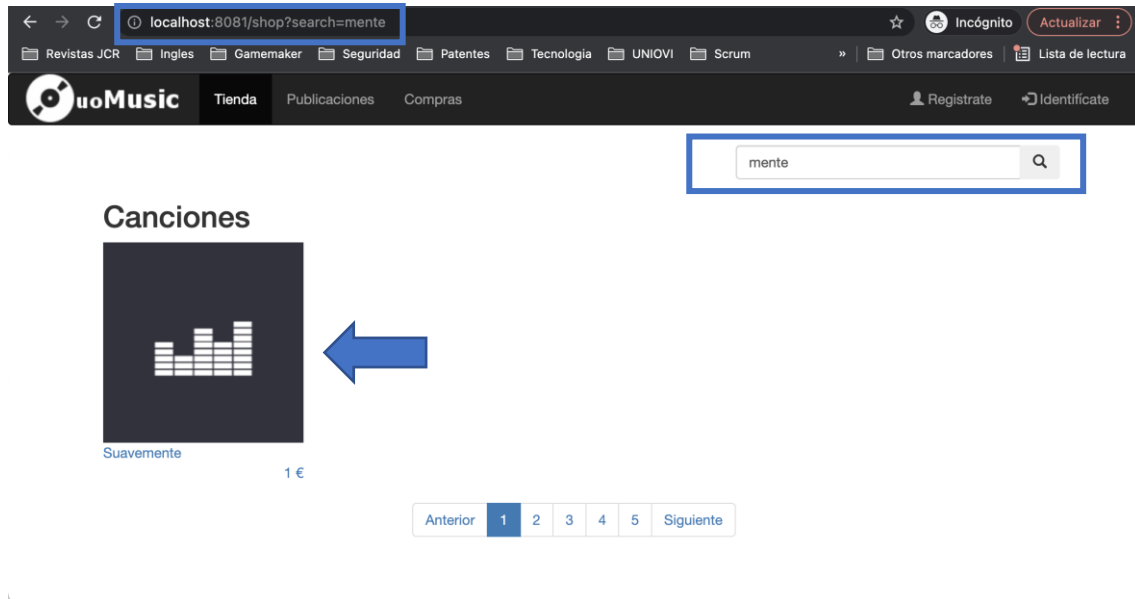 localhost:8081/shop?search=mente
Incógnito
Actualizar
Revistas JCR Ingles Gamemaker Seguridad Patentes Tecnologia UNIOVI Scrum » Otros marcadores Lista de lectura
uoMusic Tienda Publicaciones Compras Registrate Identifícate
mente
Canciones
Suavemente
1 €
Anterior 1 2 3 4 5 Siguiente